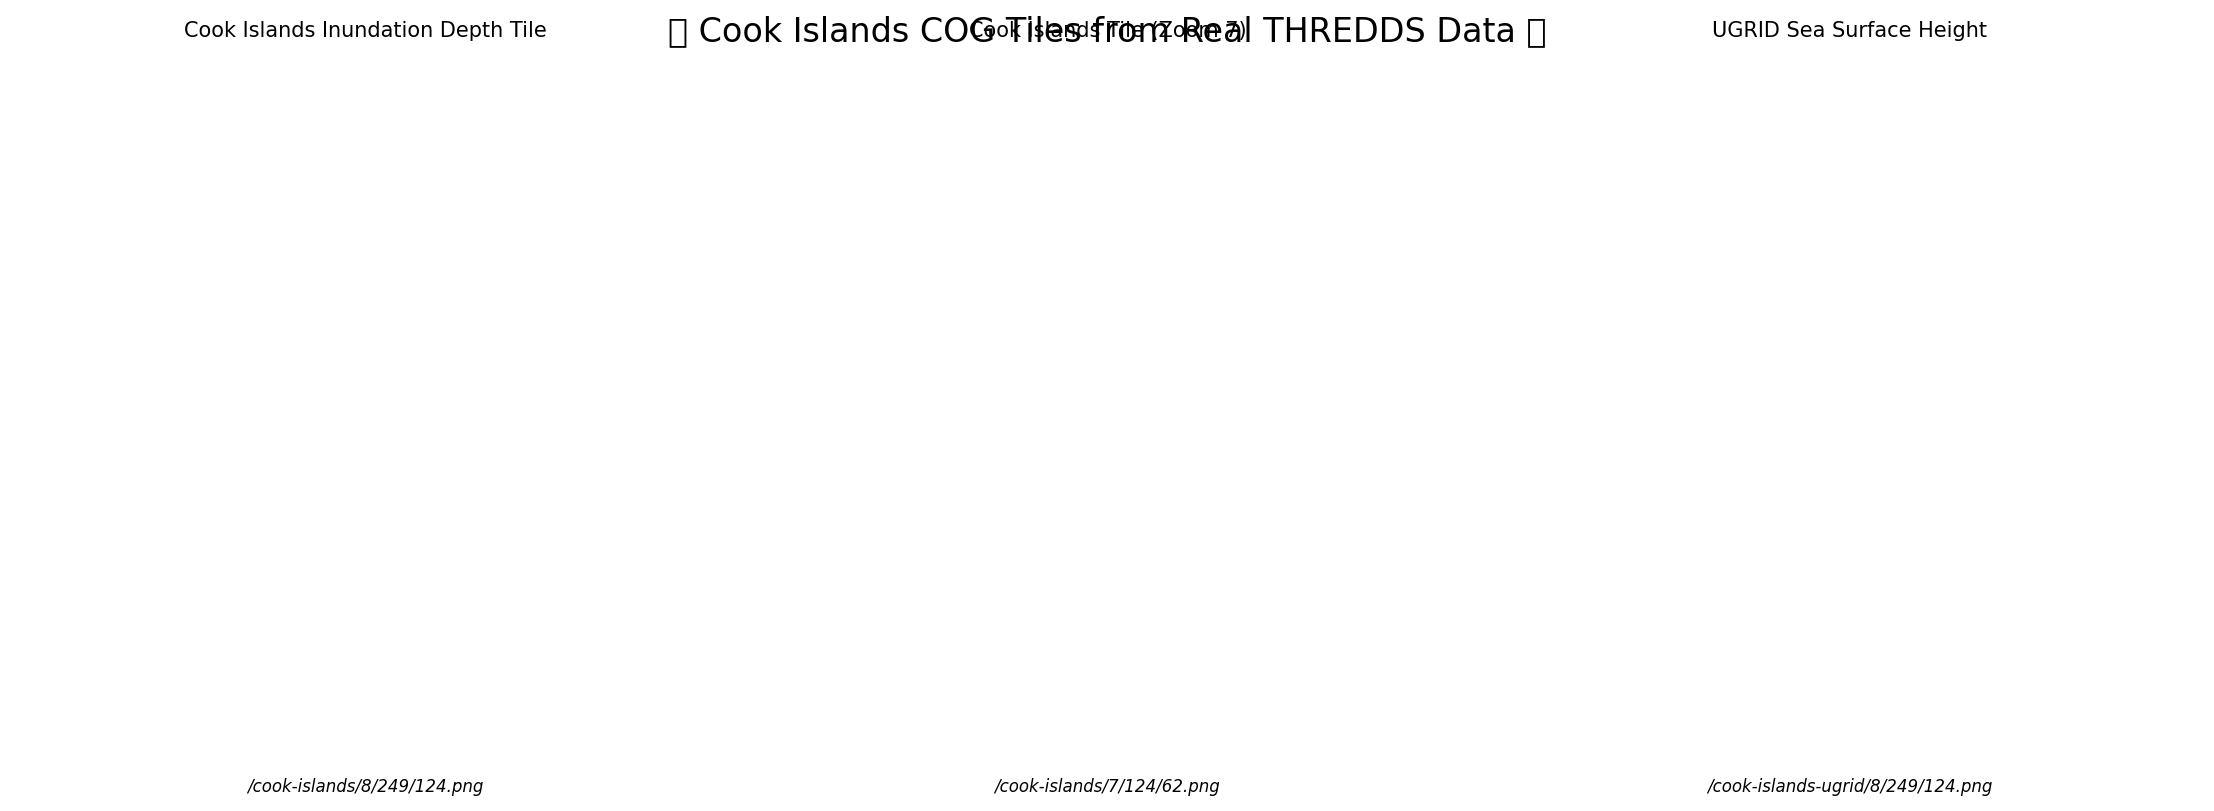 Cook Islands COG Tiles from Real THREDDS Data
Cook Islands Inundation Depth Tile
Cook Islands Tile (Zoom 7)
UGRID Sea Surface Height
/cook-islands/8/249/124.png
/cook-islands/7/124/62.png
/cook-islands-ugrid/8/249/124.png